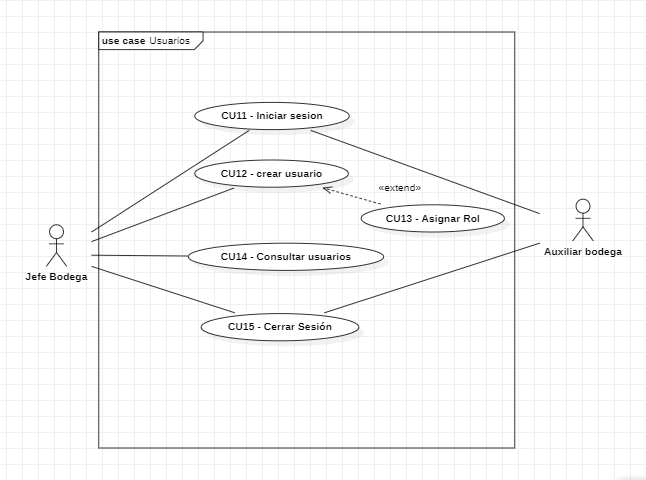 use case Usuarios
CU11 - Iniciar sesion
CU12 - crear usuario
«extend»
CU13 - Asignar Rol
CU14 - Consultar usuarios
Jefe Bodega
Auxiliar bodega
CU15 - Cerrar Sesión